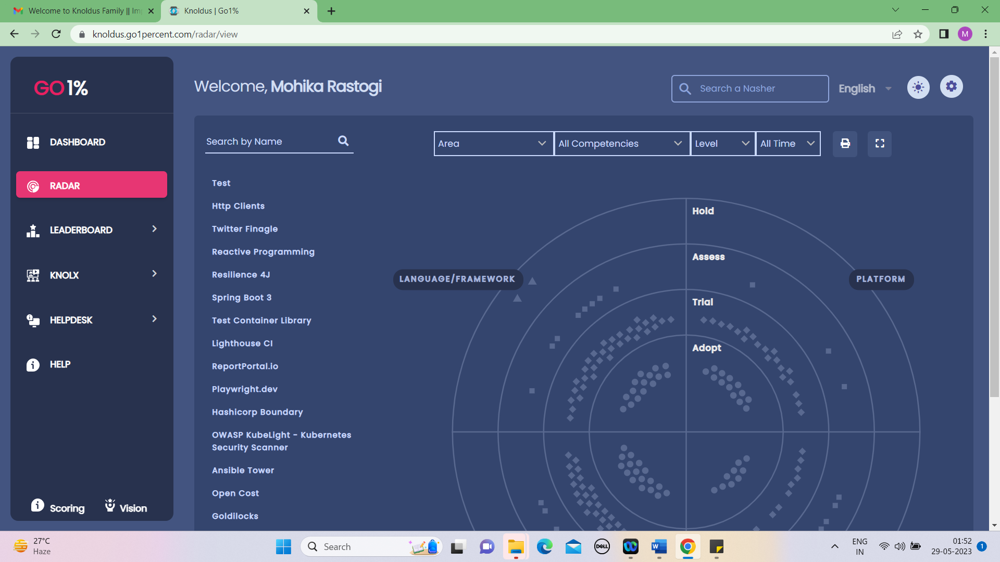 Welcome to Knoldus Family || Im
Knoldus | Go1%
knoldus.go1percent.com/radar/view
M
GO1%
Welcome, Mohika Rastogi
Search a Nasher
English
DASHBOARD
RADAR
LEADERBOARD
KNOLX
HELPDESK
HELP
Scoring
Vision
Search by Name
Area
All Competencies
Level
All Time
Test
Http Clients
Twitter Finagle
Reactive Programming
Resilience 4J
Spring Boot 3
Test Container Library
Lighthouse CI
ReportPortal.io
Playwright.dev
Hashicorp Boundary
OWASP KubeLight - Kubernetes
Security Scanner
Ansible Tower
Open Cost
Goldilocks
Hold
Assess
Trial
Adopt
LANGUAGE/FRAMEWORK
PLATFORM
27°C
Haze
Search
DELL
W
ENG
IN
01:52
29-05-2023
1